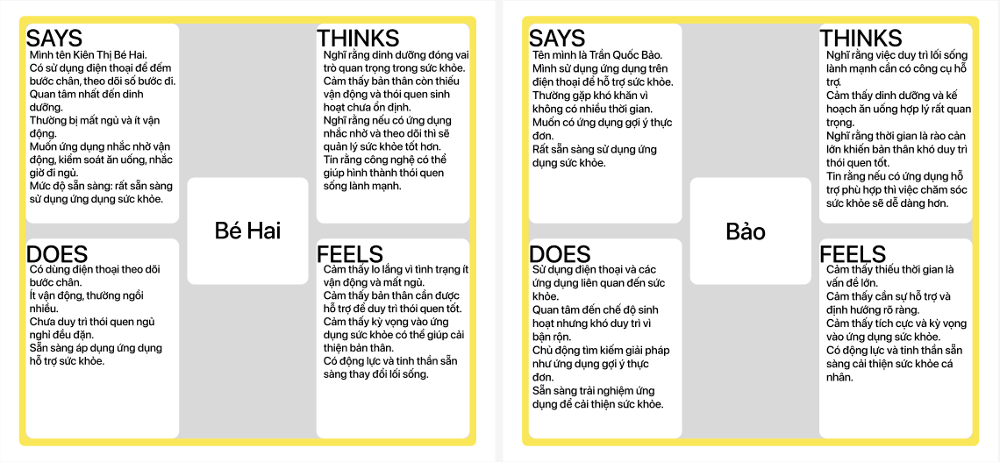 SAYS
Mình tên Kiên Thị Bé Hai.
Có sử dụng điện thoại để đếm
bước chân, theo dõi số bước đi.
Quan tâm nhất đến dinh
dưỡng.
Thường bị mất ngủ và ít vận
động.
Muốn ứng dụng nhắc nhở vận
động, kiểm soát ăn uống, nhắc
giờ đi ngủ.
Mức độ sẵn sàng: rất sẵn sàng
sử dụng ứng dụng sức khỏe.
THINKS
Nghĩ rằng dinh dưỡng đóng vai
trò quan trọng trong sức khỏe.
Cảm thấy bản thân còn thiếu
vận động và thói quen sinh
hoạt chưa ổn định.
Nghĩ rằng nếu có ứng dụng
nhắc nhở và theo dõi thì sẽ
quản lý sức khỏe tốt hơn.
Tin rằng công nghệ có thể
giúp hình thành thói quen
sống lành mạnh.
Bé Hai
DOES
Có dùng điện thoại theo dõi
bước chân.
Ít vận động, thường ngồi
nhiều.
Chưa duy trì thói quen ngủ
nghỉ đều đặn.
Sẵn sàng áp dụng ứng dụng
hỗ trợ sức khỏe.
FEELS
Cảm thấy lo lắng vì tình trạng ít
vận động và mất ngủ.
Cảm thấy bản thân cần được
hỗ trợ để duy trì thói quen tốt.
Cảm thấy kỳ vọng vào ứng
dụng sức khỏe có thể giúp cải
thiện bản thân.
Có động lực và tinh thần sẵn
sàng thay đổi lối sống.
SAYS
Tên mình là Trần Quốc Bảo.
Mình sử dụng ứng dụng trên
điện thoại để hỗ trợ sức khỏe.
Thường gặp khó khăn vì
không có nhiều thời gian.
Muốn có ứng dụng gợi ý thực
đơn.
Rất sẵn sàng sử dụng ứng
dụng sức khỏe.
THINKS
Nghĩ rằng việc duy trì lối sống
lành mạnh cần có công cụ hỗ
trợ.
Cảm thấy dinh dưỡng và kế
hoạch ăn uống hợp lý rất quan
trọng.
Nghĩ rằng thời gian là rào cản
lớn khiến bản thân khó duy trì
thói quen tốt.
Tin rằng nếu có ứng dụng hỗ
trợ phù hợp thì việc chăm sóc
sức khỏe sẽ dễ dàng hơn.
Bảo
DOES
Sử dụng điện thoại và các
ứng dụng liên quan đến sức
khỏe.
Quan tâm đến chế độ sinh
hoạt nhưng khó duy trì vì
bận rộn.
Chủ động tìm kiếm giải pháp
như ứng dụng gợi ý thực
đơn.
Sẵn sàng trải nghiệm ứng
dụng để cải thiện sức khỏe.
FEELS
Cảm thấy thiếu thời gian là
vấn đề lớn.
Cảm thấy cần sự hỗ trợ và
định hướng rõ ràng.
Cảm thấy tích cực và kỳ vọng
vào ứng dụng sức khỏe.
Có động lực và tinh thần sẵn
sàng cải thiện sức khỏe cá
nhân.